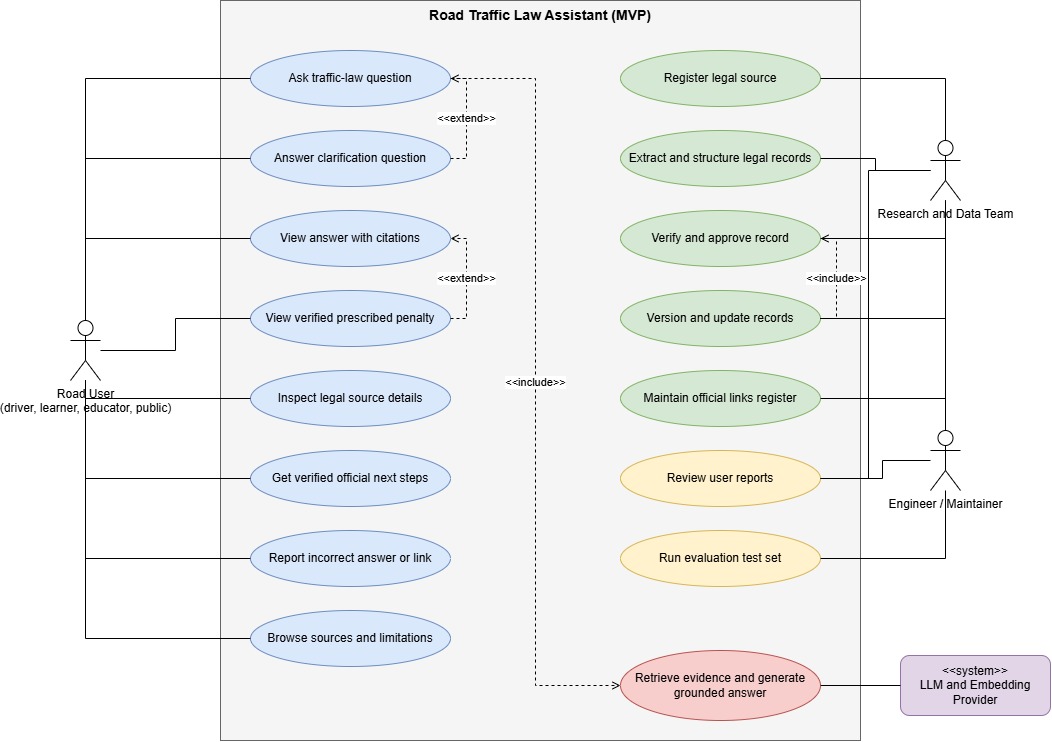 Road Traffic Law Assistant (MVP)
Ask traffic-law question
<<extend>>
Answer clarification question
View answer with citations
<<extend>>
View verified prescribed penalty
Road User
(driver, learner, educator, public)
Inspect legal source details
Get verified official next steps
Report incorrect answer or link
Browse sources and limitations
<<include>>
Register legal source
Extract and structure legal records
Verify and approve record
<<include>>
Version and update records
Maintain official links register
Review user reports
Run evaluation test set
Retrieve evidence and generate
grounded answer
Research and Data Team
Engineer / Maintainer
<<system>>
LLM and Embedding
Provider